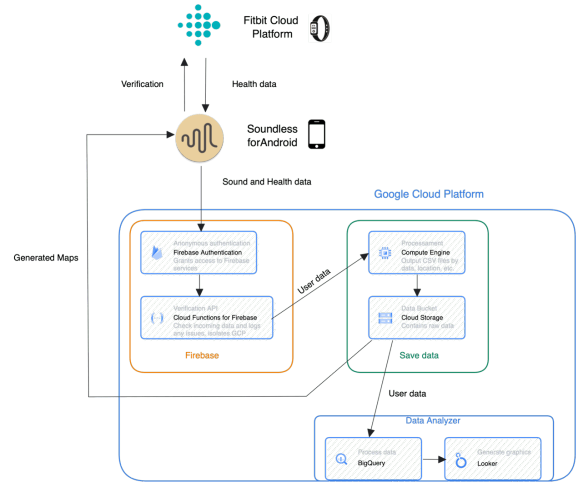 Fitbit Cloud
Platform
Verification
Health data
Soundless
forAndroid
Sound and Health data
Google Cloud Platform
Generated Maps
Anonymous authentication
Firebase Authentication
Grants access to Firebase
services
User data
Processament
Compute Engine
Output CSV files by
data, location, etc.
Verification API
Cloud Functions for Firebase
Check incoming data and logs
any issues, isolates GCP
Data Bucket
Cloud Storage
Contains raw data
Firebase
Save data
User data
Data Analyzer
Process data
BigQuery
Generate graphics
Looker